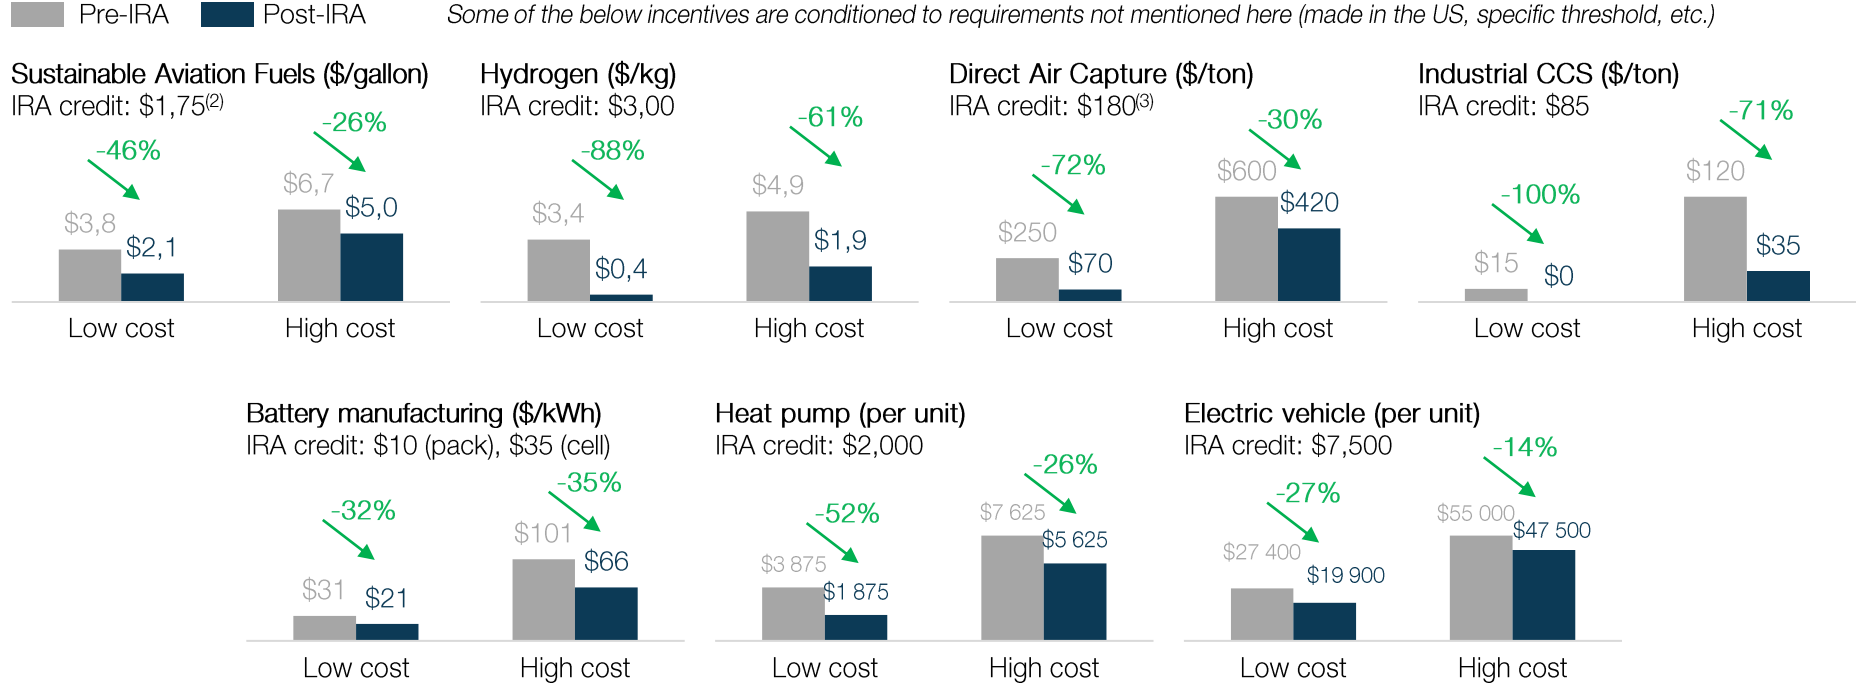 Pre-IRA Post-IRA Some of the below incentives are conditioned to requirements not mentioned here (made in the US, specific threshold, etc.)
Sustainable Aviation Fuels ($/gallon)
IRA credit: $1,75(2)
-46%
-26%
$3,8
$2,1
$6,7
$5,0
Low cost
High cost
Hydrogen ($/kg)
IRA credit: $3,00
-88%
-61%
$3,4
$0,4
$4,9
$1,9
Low cost
High cost
Direct Air Capture ($/ton)
IRA credit: $180(3)
-72%
-30%
$250
$70
$600
$420
Low cost
High cost
Industrial CCS ($/ton)
IRA credit: $85
-100%
-71%
$15
$0
$120
$35
Low cost
High cost
Battery manufacturing ($/kWh)
IRA credit: $10 (pack), $35 (cell)
-32%
-35%
$31
$21
$101
$66
Low cost
High cost
Heat pump (per unit)
IRA credit: $2,000
-52%
-26%
$3 875
$1 875
$7 625
$5 625
Low cost
High cost
Electric vehicle (per unit)
IRA credit: $7,500
-27%
-14%
$27 400
$19 900
$55 000
$47 500
Low cost
High cost